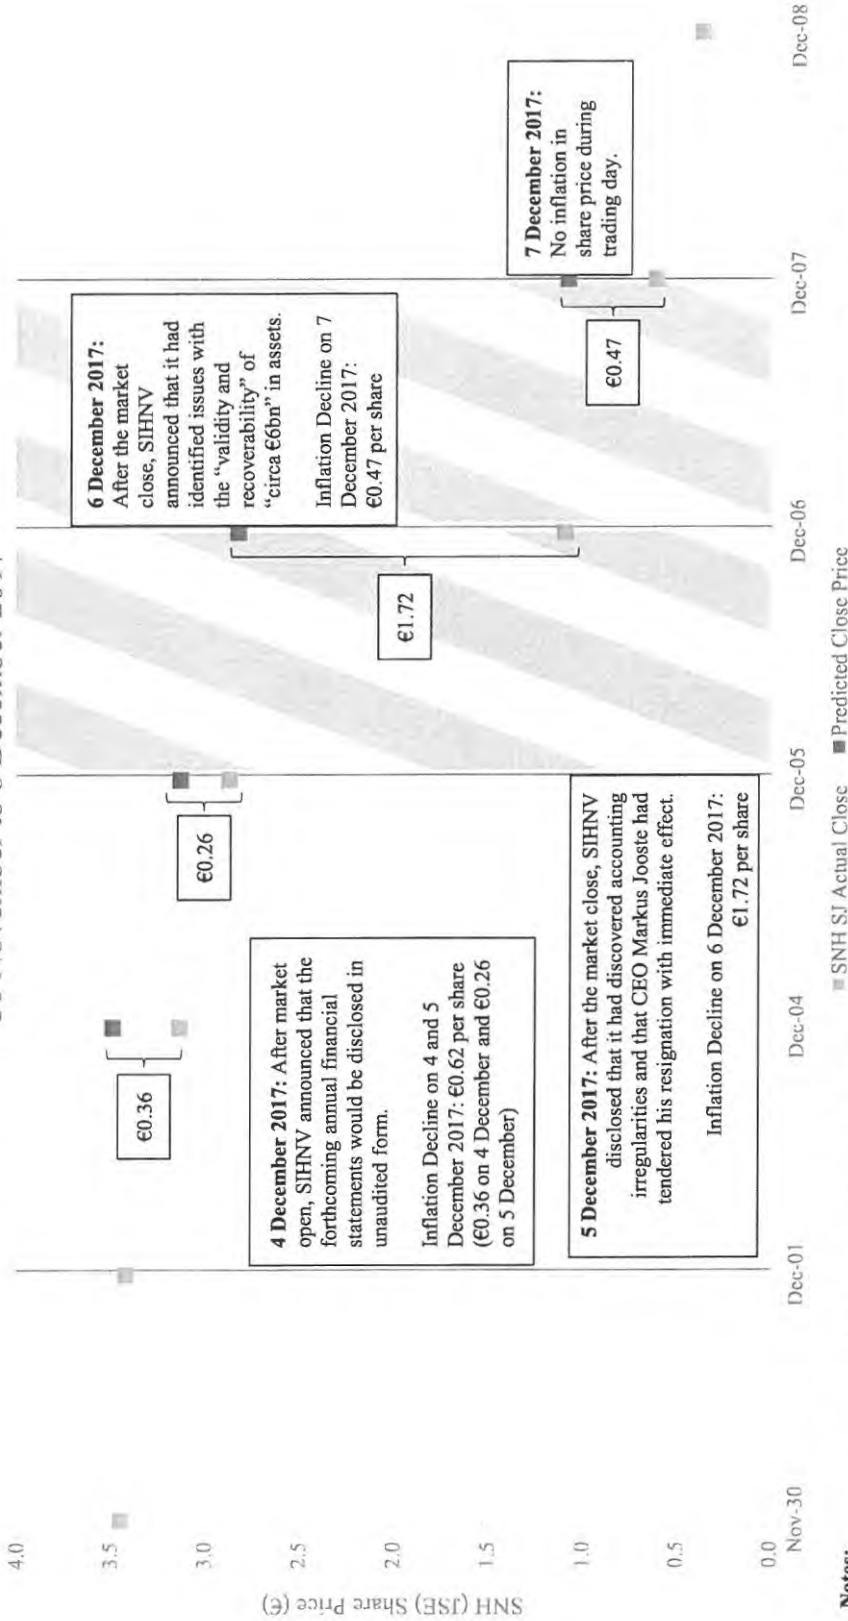 4.0
3.5
3.0
2.5
2.0
1.5
1.0
0.5
0.0
SNH (JSE) Share Price (€)
€0.36
€0.26
€1.72
€0.47
4 December 2017: After market
open, SIHNV announced that the
forthcoming annual financial
statements would be disclosed in
unaudited form.
Inflation Decline on 4 and 5
December 2017: €0.62 per share
(€0.36 on 4 December and €0.26
on 5 December)
5 December 2017: After the market close, SIHNV
disclosed that it had discovered accounting
irregularities and that CEO Markus Jooste had
tendered his resignation with immediate effect.
Inflation Decline on 6 December 2017:
€1.72 per share
6 December 2017:
After the market
close, SIHNV
announced that it had
identified issues with
the “validity and
recoverability” of
“circa €6bn” in assets.
Inflation Decline on 7
December 2017:
€0.47 per share
7 December 2017:
No inflation in
share price during
trading day.
Nov-30
Dec-01
Dec-04
Dec-05
Dec-06
Dec-07
Dec-08
SNH SJ Actual Close
Predicted Close Price
Notes: